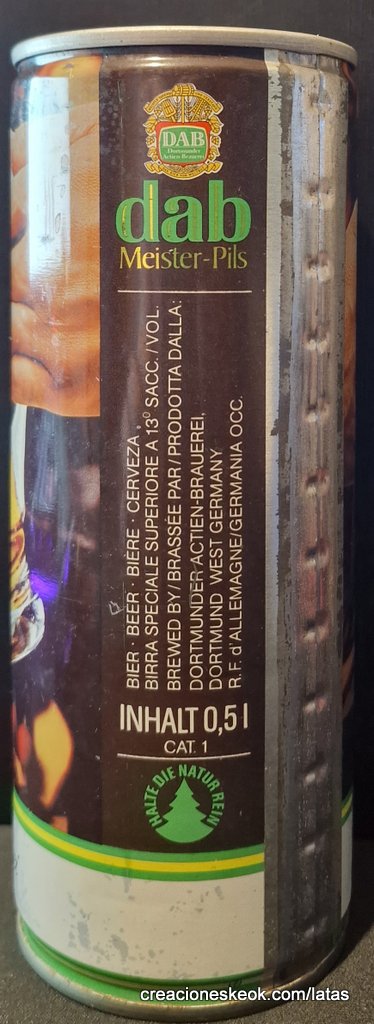 DAB
Dortmunder
Actien-Brauerei
dab
Meister-Pils
BIER · BEER · BIÈRE · CERVEZA
BIRRA SPECIALE SUPERIORE A 13⁰ SACC. /VOL.
BREWED BY/BRASSÉE PAR/PRODOTTA DALLA:
DORTMUNDER-ACTIEN-BRAUEREI,
DORTMUND WEST GERMANY
R.F. d'ALLEMAGNE/GERMANIA OCC.
INHALT 0,5 l
CAT. 1
HALTE DIE NATUR REIN
creacioneskeok.com/latas